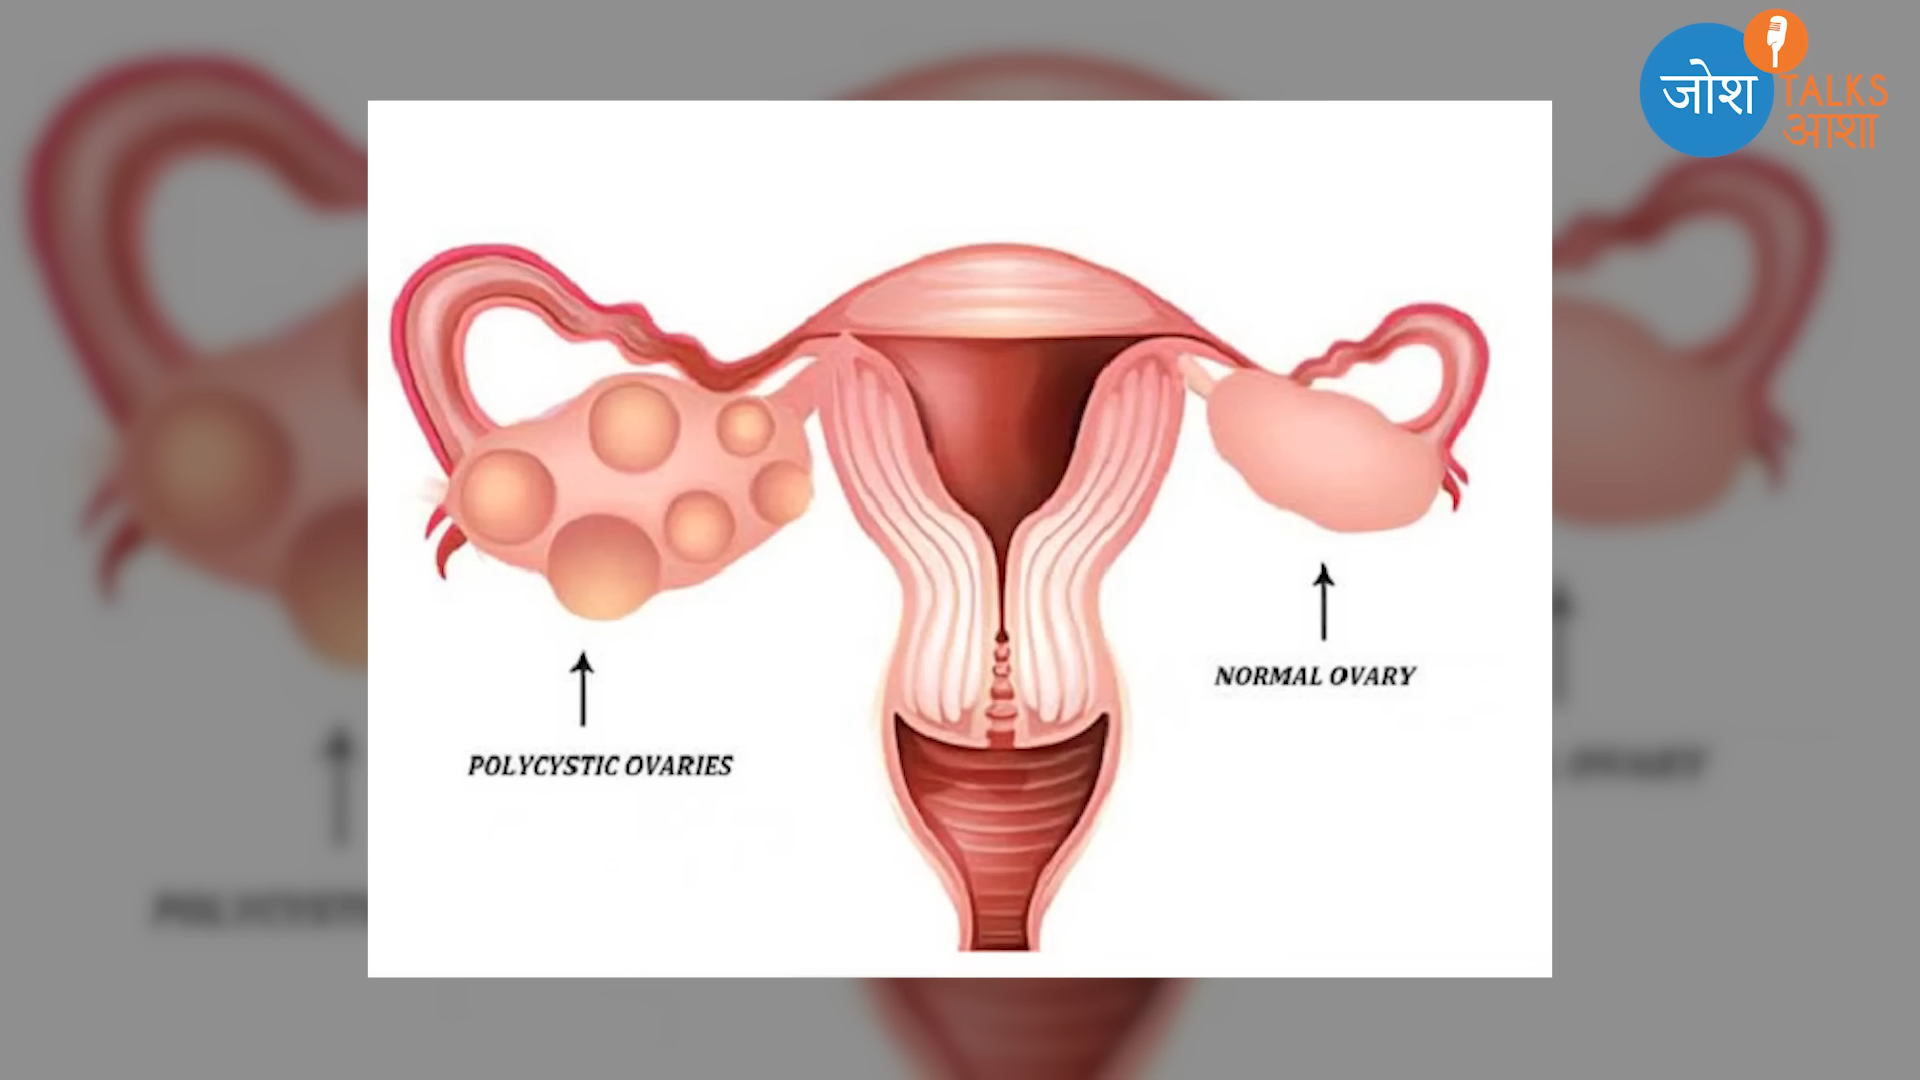 जोश
TALKS
आशा
NORMAL OVARY
POLYCYSTIC OVARIES